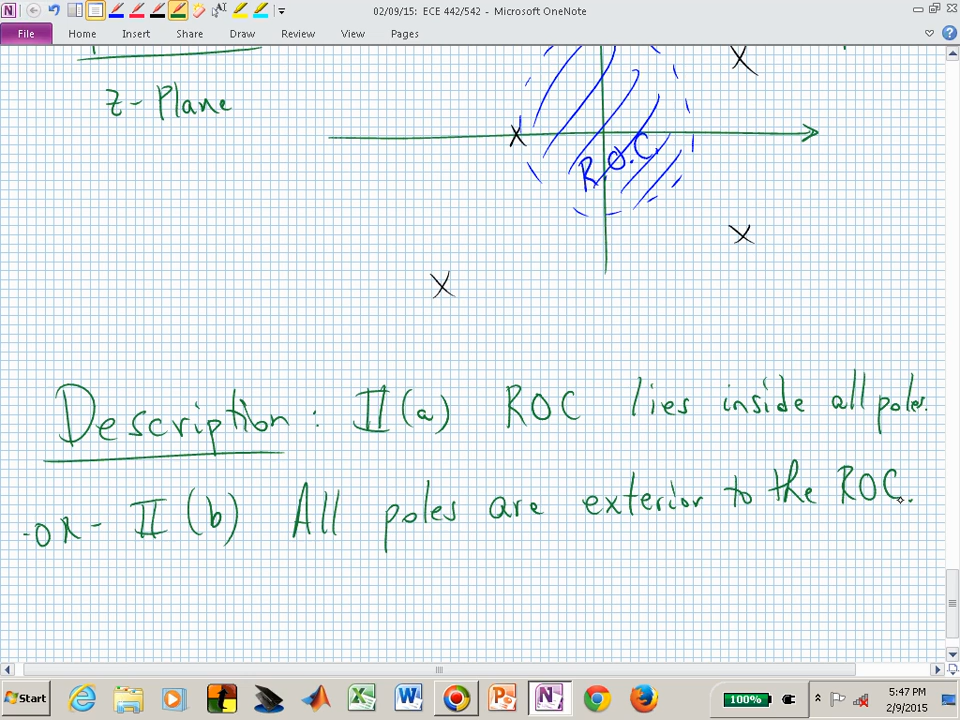 02/09/15: ECE 442/542 - Microsoft OneNote
File Home Insert Share Draw Review View Pages
z-Plane
R.O.C.
Description: II(a) ROC lies inside all poles.
-OR- II(b) All poles are exterior to the ROC.
Start
100%
5:47 PM
2/9/2015